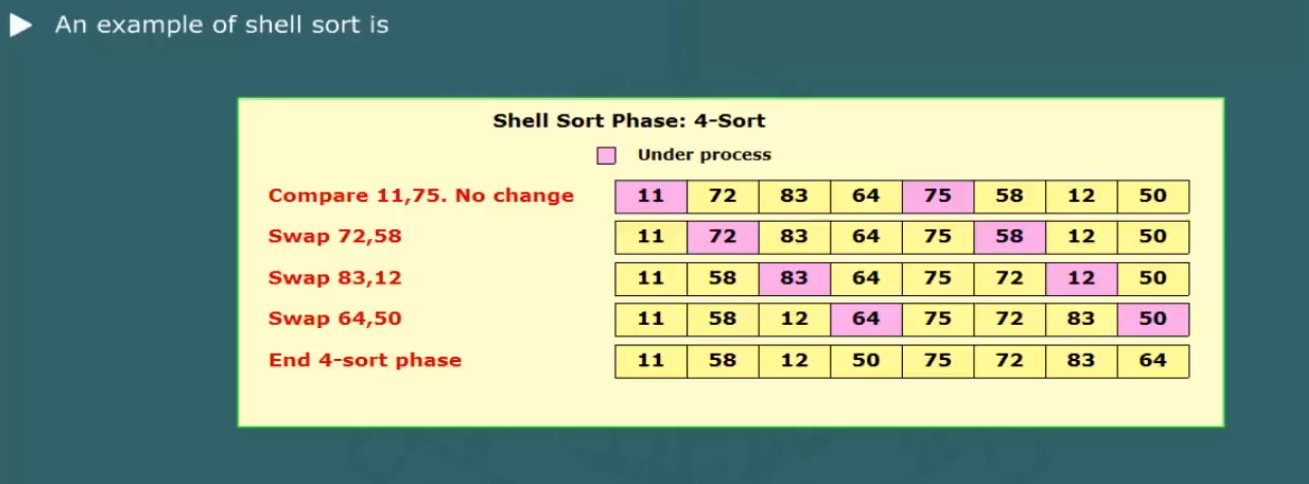 An example of shell sort is
Shell Sort Phase: 4-Sort
Under process
Compare 11,75. No change 11 72 83 64 75 58 12 50
Swap 72,58 11 72 83 64 75 58 12 50
Swap 83,12 11 58 83 64 75 72 12 50
Swap 64,50 11 58 12 64 75 72 83 50
End 4-sort phase 11 58 12 50 75 72 83 64